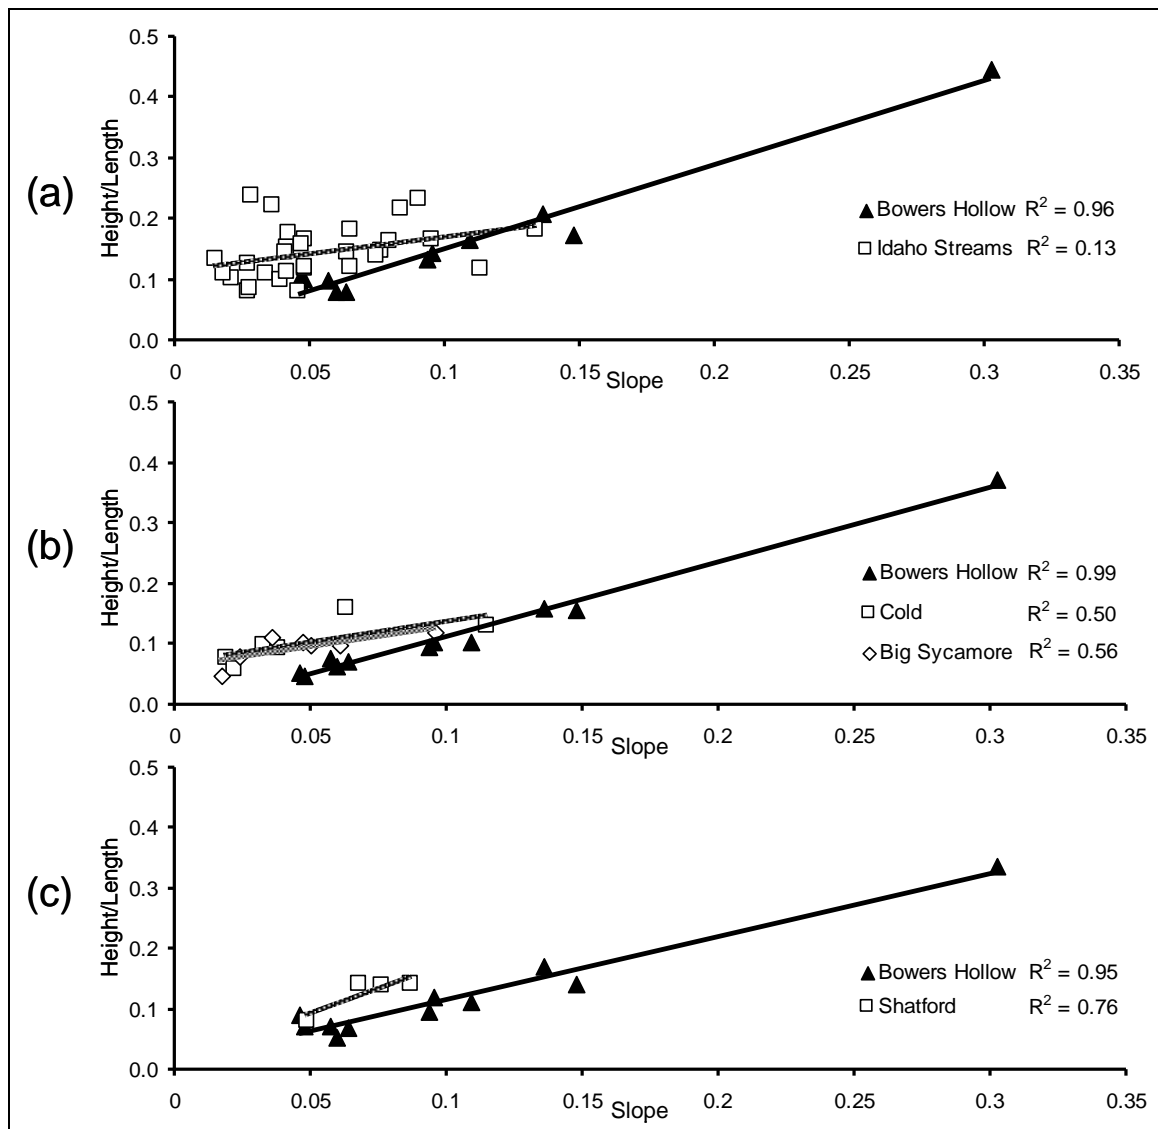 (a)
Height/Length
0.5
0.4
0.3
0.2
0.1
0.0
Bowers Hollow R² = 0.96
Idaho Streams R² = 0.13
0 0.05 0.1 0.15 0.2 0.25 0.3 0.35
Slope
(b)
Height/Length
0.5
0.4
0.3
0.2
0.1
0.0
Bowers Hollow R² = 0.99
Cold R² = 0.50
Big Sycamore R² = 0.56
0 0.05 0.1 0.15 0.2 0.25 0.3 0.35
Slope
(c)
Height/Length
0.5
0.4
0.3
0.2
0.1
0.0
Bowers Hollow R² = 0.95
Shatford R² = 0.76
0 0.05 0.1 0.15 0.2 0.25 0.3 0.35
Slope